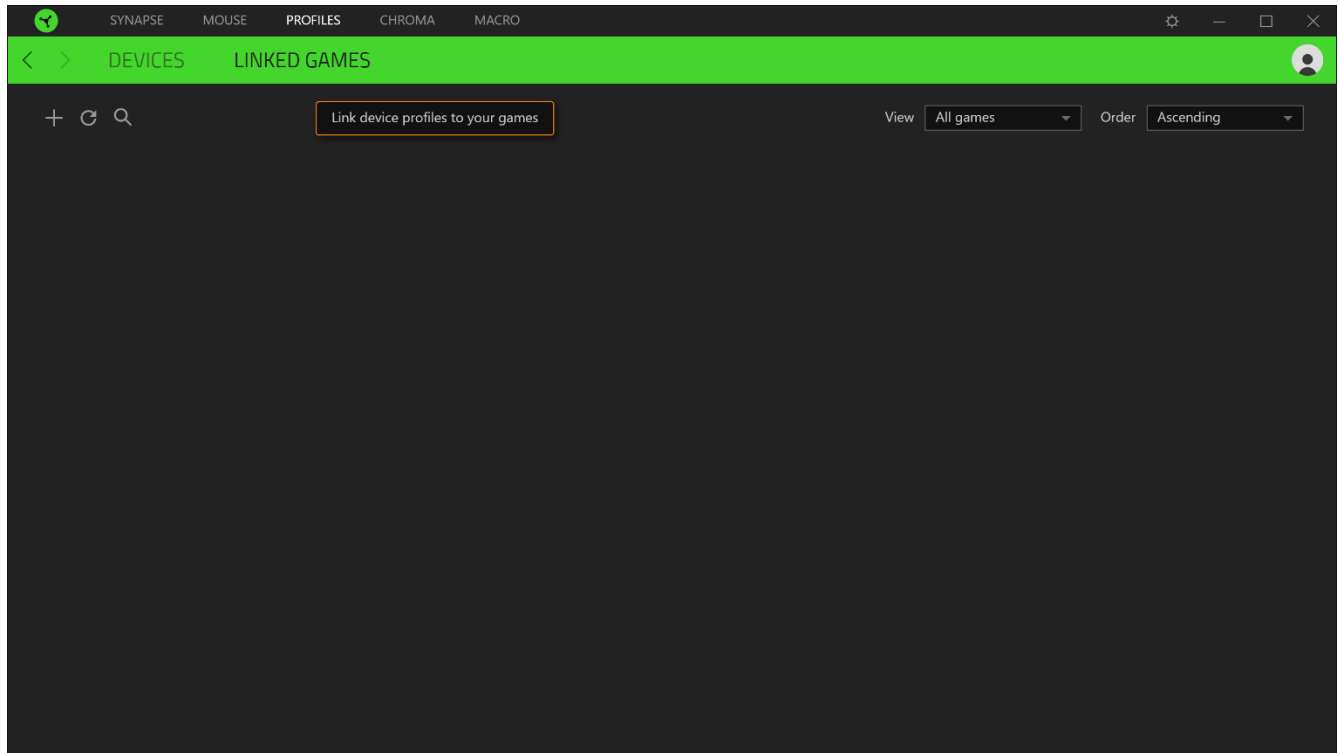 SYNAPSE MOUSE PROFILES CHROMA MACRO
DEVICES LINKED GAMES
Link device profiles to your games View All games Order Ascending